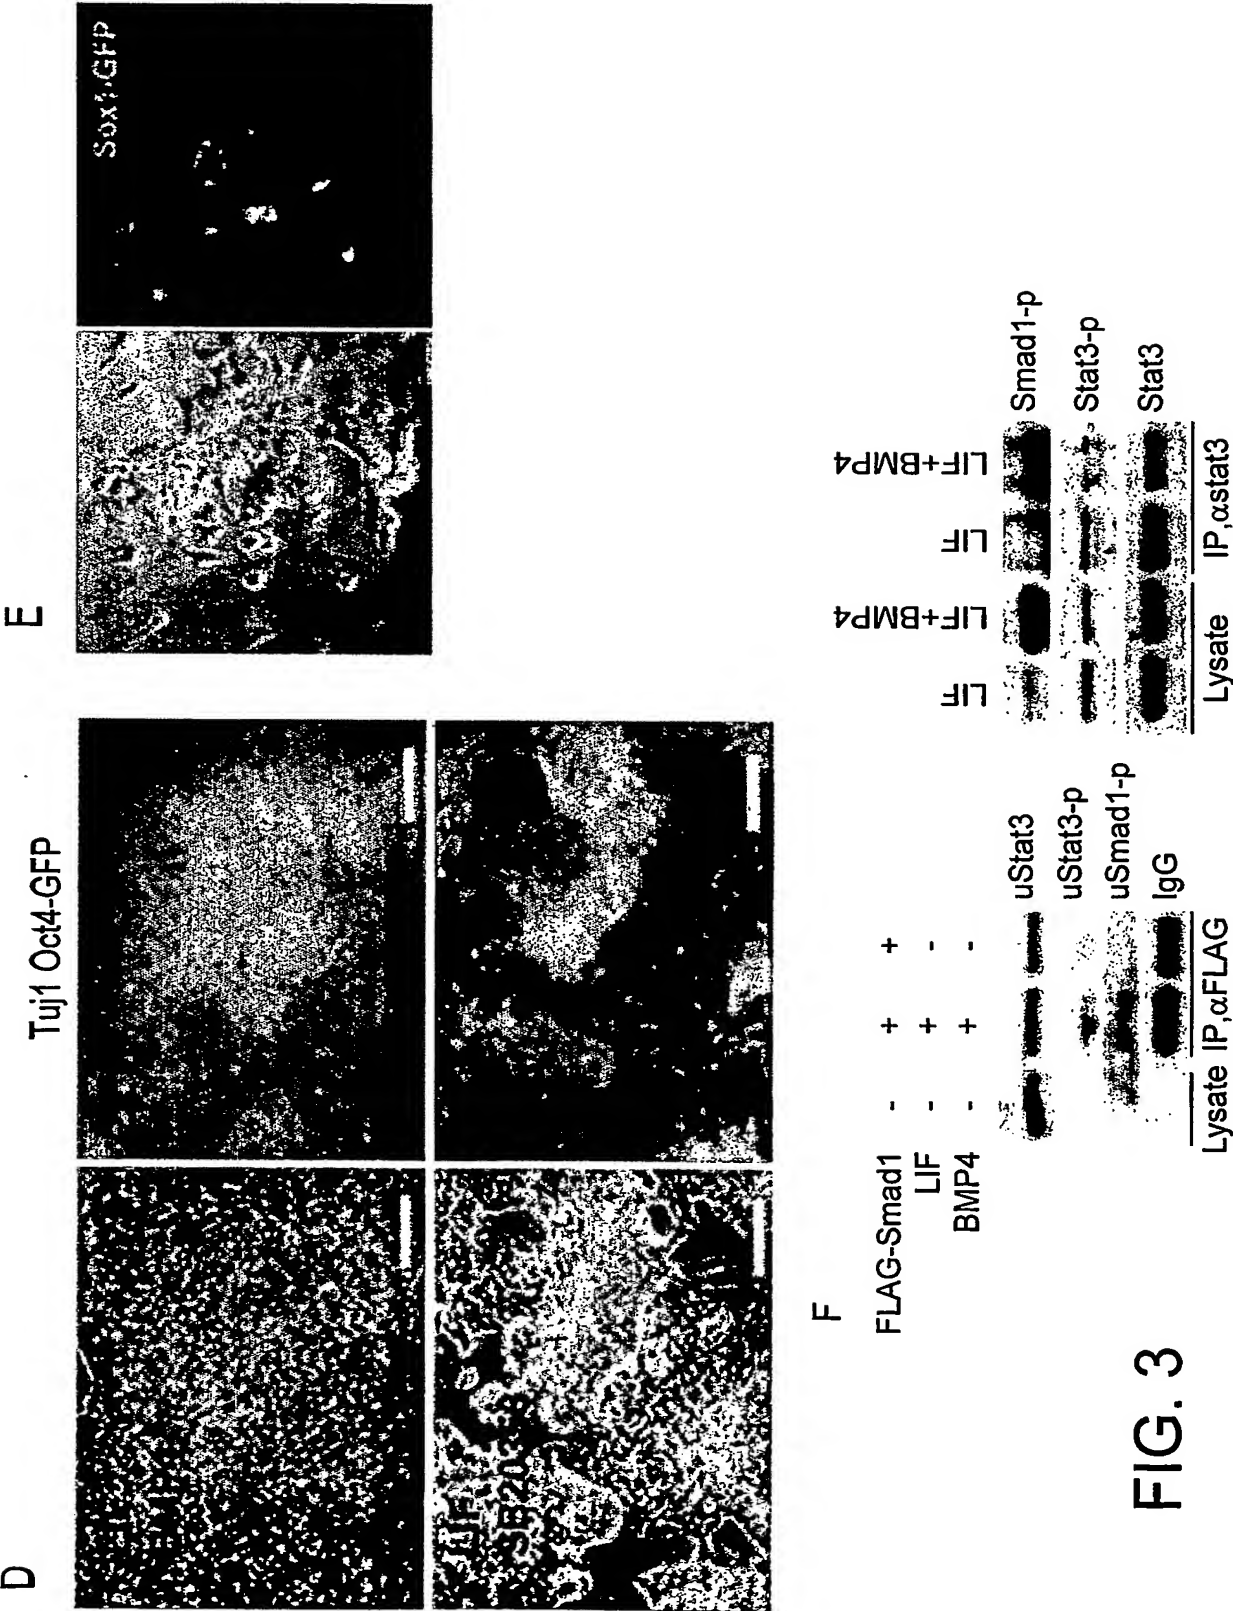 D
Tuj1 Oct4-GFP
LIF
E
Sox1-GFP
F
FLAG-Smad1 - + +
LIF - + -
BMP4 - + -
uStat3
uStat3-p
uSmad1-p
IgG
Lysate IP,αFLAG
LIF LIF+BMP4 LIF LIF+BMP4
Smad1-p
Stat3-p
Stat3
Lysate IP,αstat3
FIG. 3